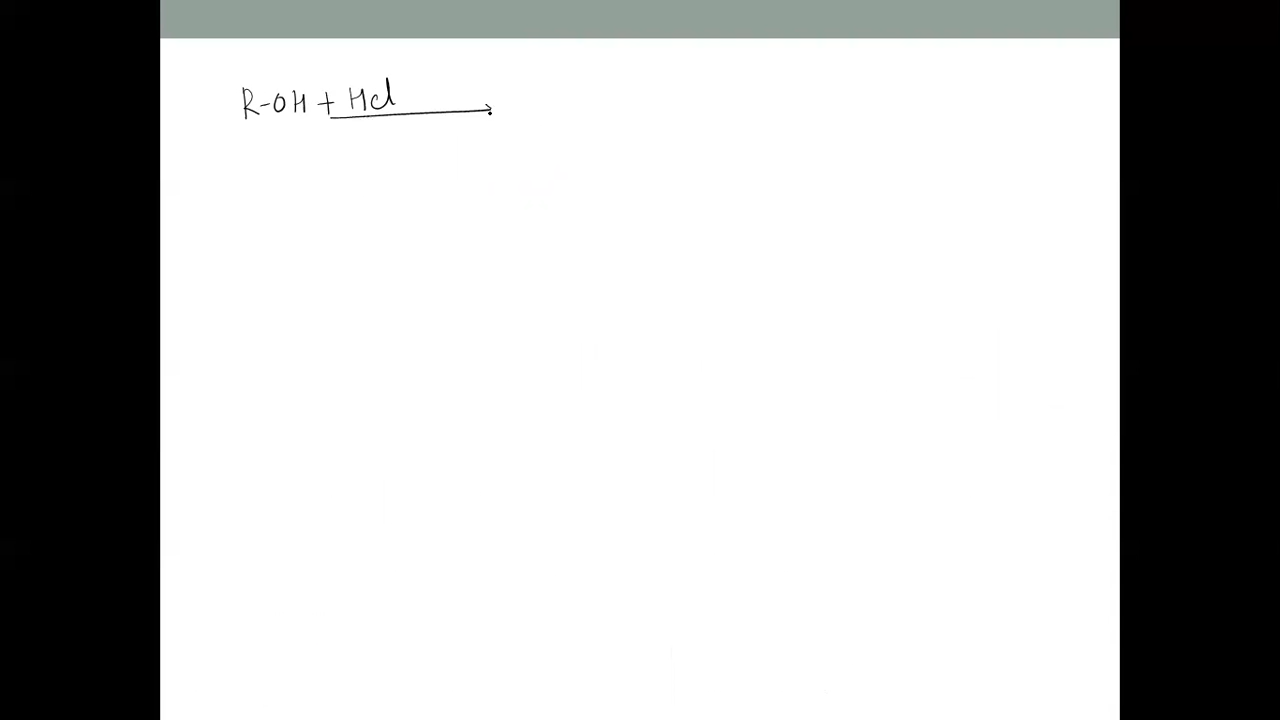 R-OH + HCl →